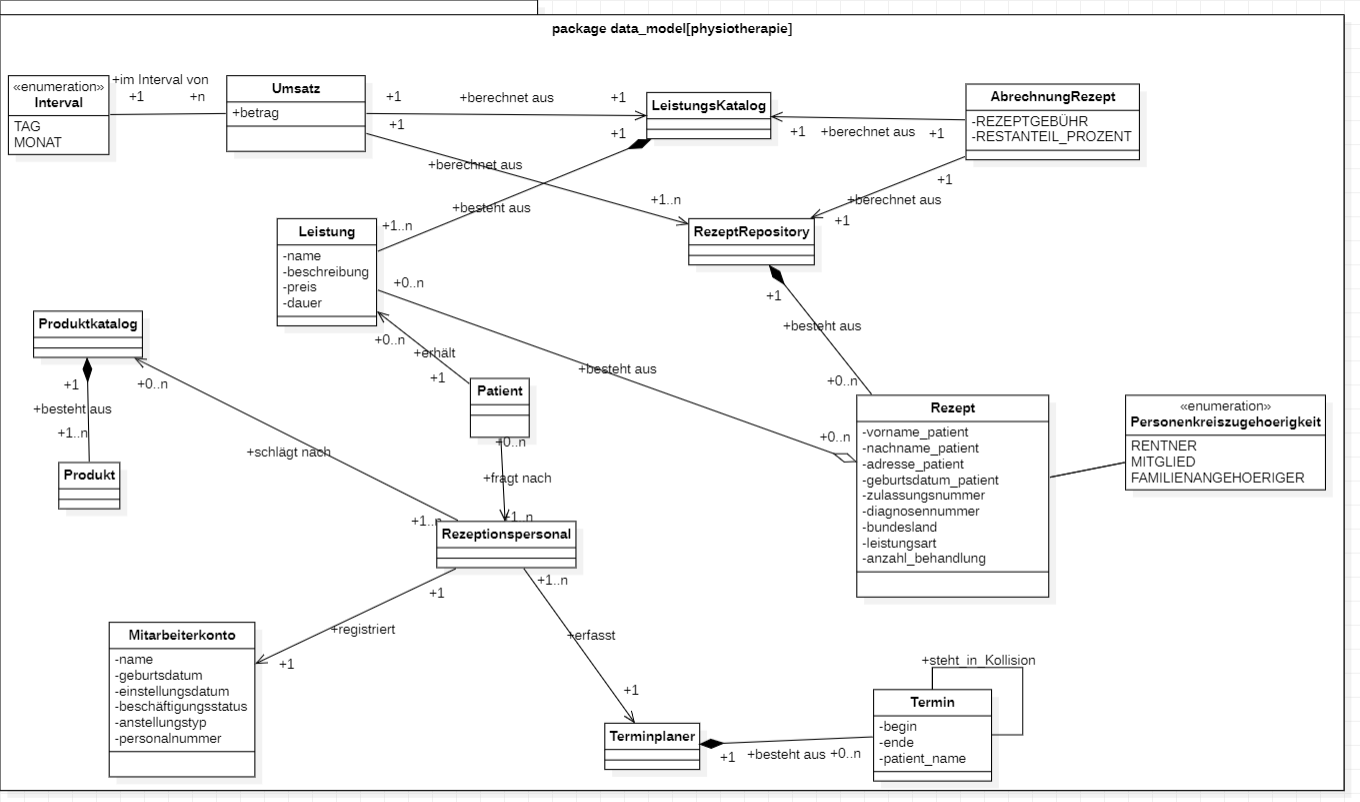 package data_model[physiotherapie]
«enumeration»
Interval
TAG
MONAT
+im Interval von
+1
+n
Umsatz
+betrag
+1
+berechnet aus
+1
+1
+berechnet aus
+1..n
LeistungsKatalog
+1
+besteht aus
+1..n
AbrechnungRezept
-REZEPTGEBÜHR
-RESTANTEIL_PROZENT
+1
+berechnet aus
+1
+1
+berechnet aus
+1
RezeptRepository
+1
+besteht aus
+0..n
Leistung
-name
-beschreibung
-preis
-dauer
+0..n
+besteht aus
+0..n
+0..n
+erhält
+1
Patient
+0..n
+fragt nach
+1..n
Produktkatalog
+1
+besteht aus
+1..n
Produkt
+0..n
+schlägt nach
+1..n
Rezeptionspersonal
Rezept
-vorname_patient
-nachname_patient
-adresse_patient
-geburtsdatum_patient
-zulassungsnummer
-diagnosennummer
-bundesland
-leistungsart
-anzahl_behandlung
«enumeration»
Personenkreiszugehoerigkeit
RENTNER
MITGLIED
FAMILIENANGEHOERIGER
+1
+registriert
+1
Mitarbeiterkonto
-name
-geburtsdatum
-einstellungsdatum
-beschäftigungsstatus
-anstellungstyp
-personalnummer
+1..n
+erfasst
+1
Terminplaner
+1
+besteht aus
+0..n
+steht_in_Kollision
Termin
-begin
-ende
-patient_name